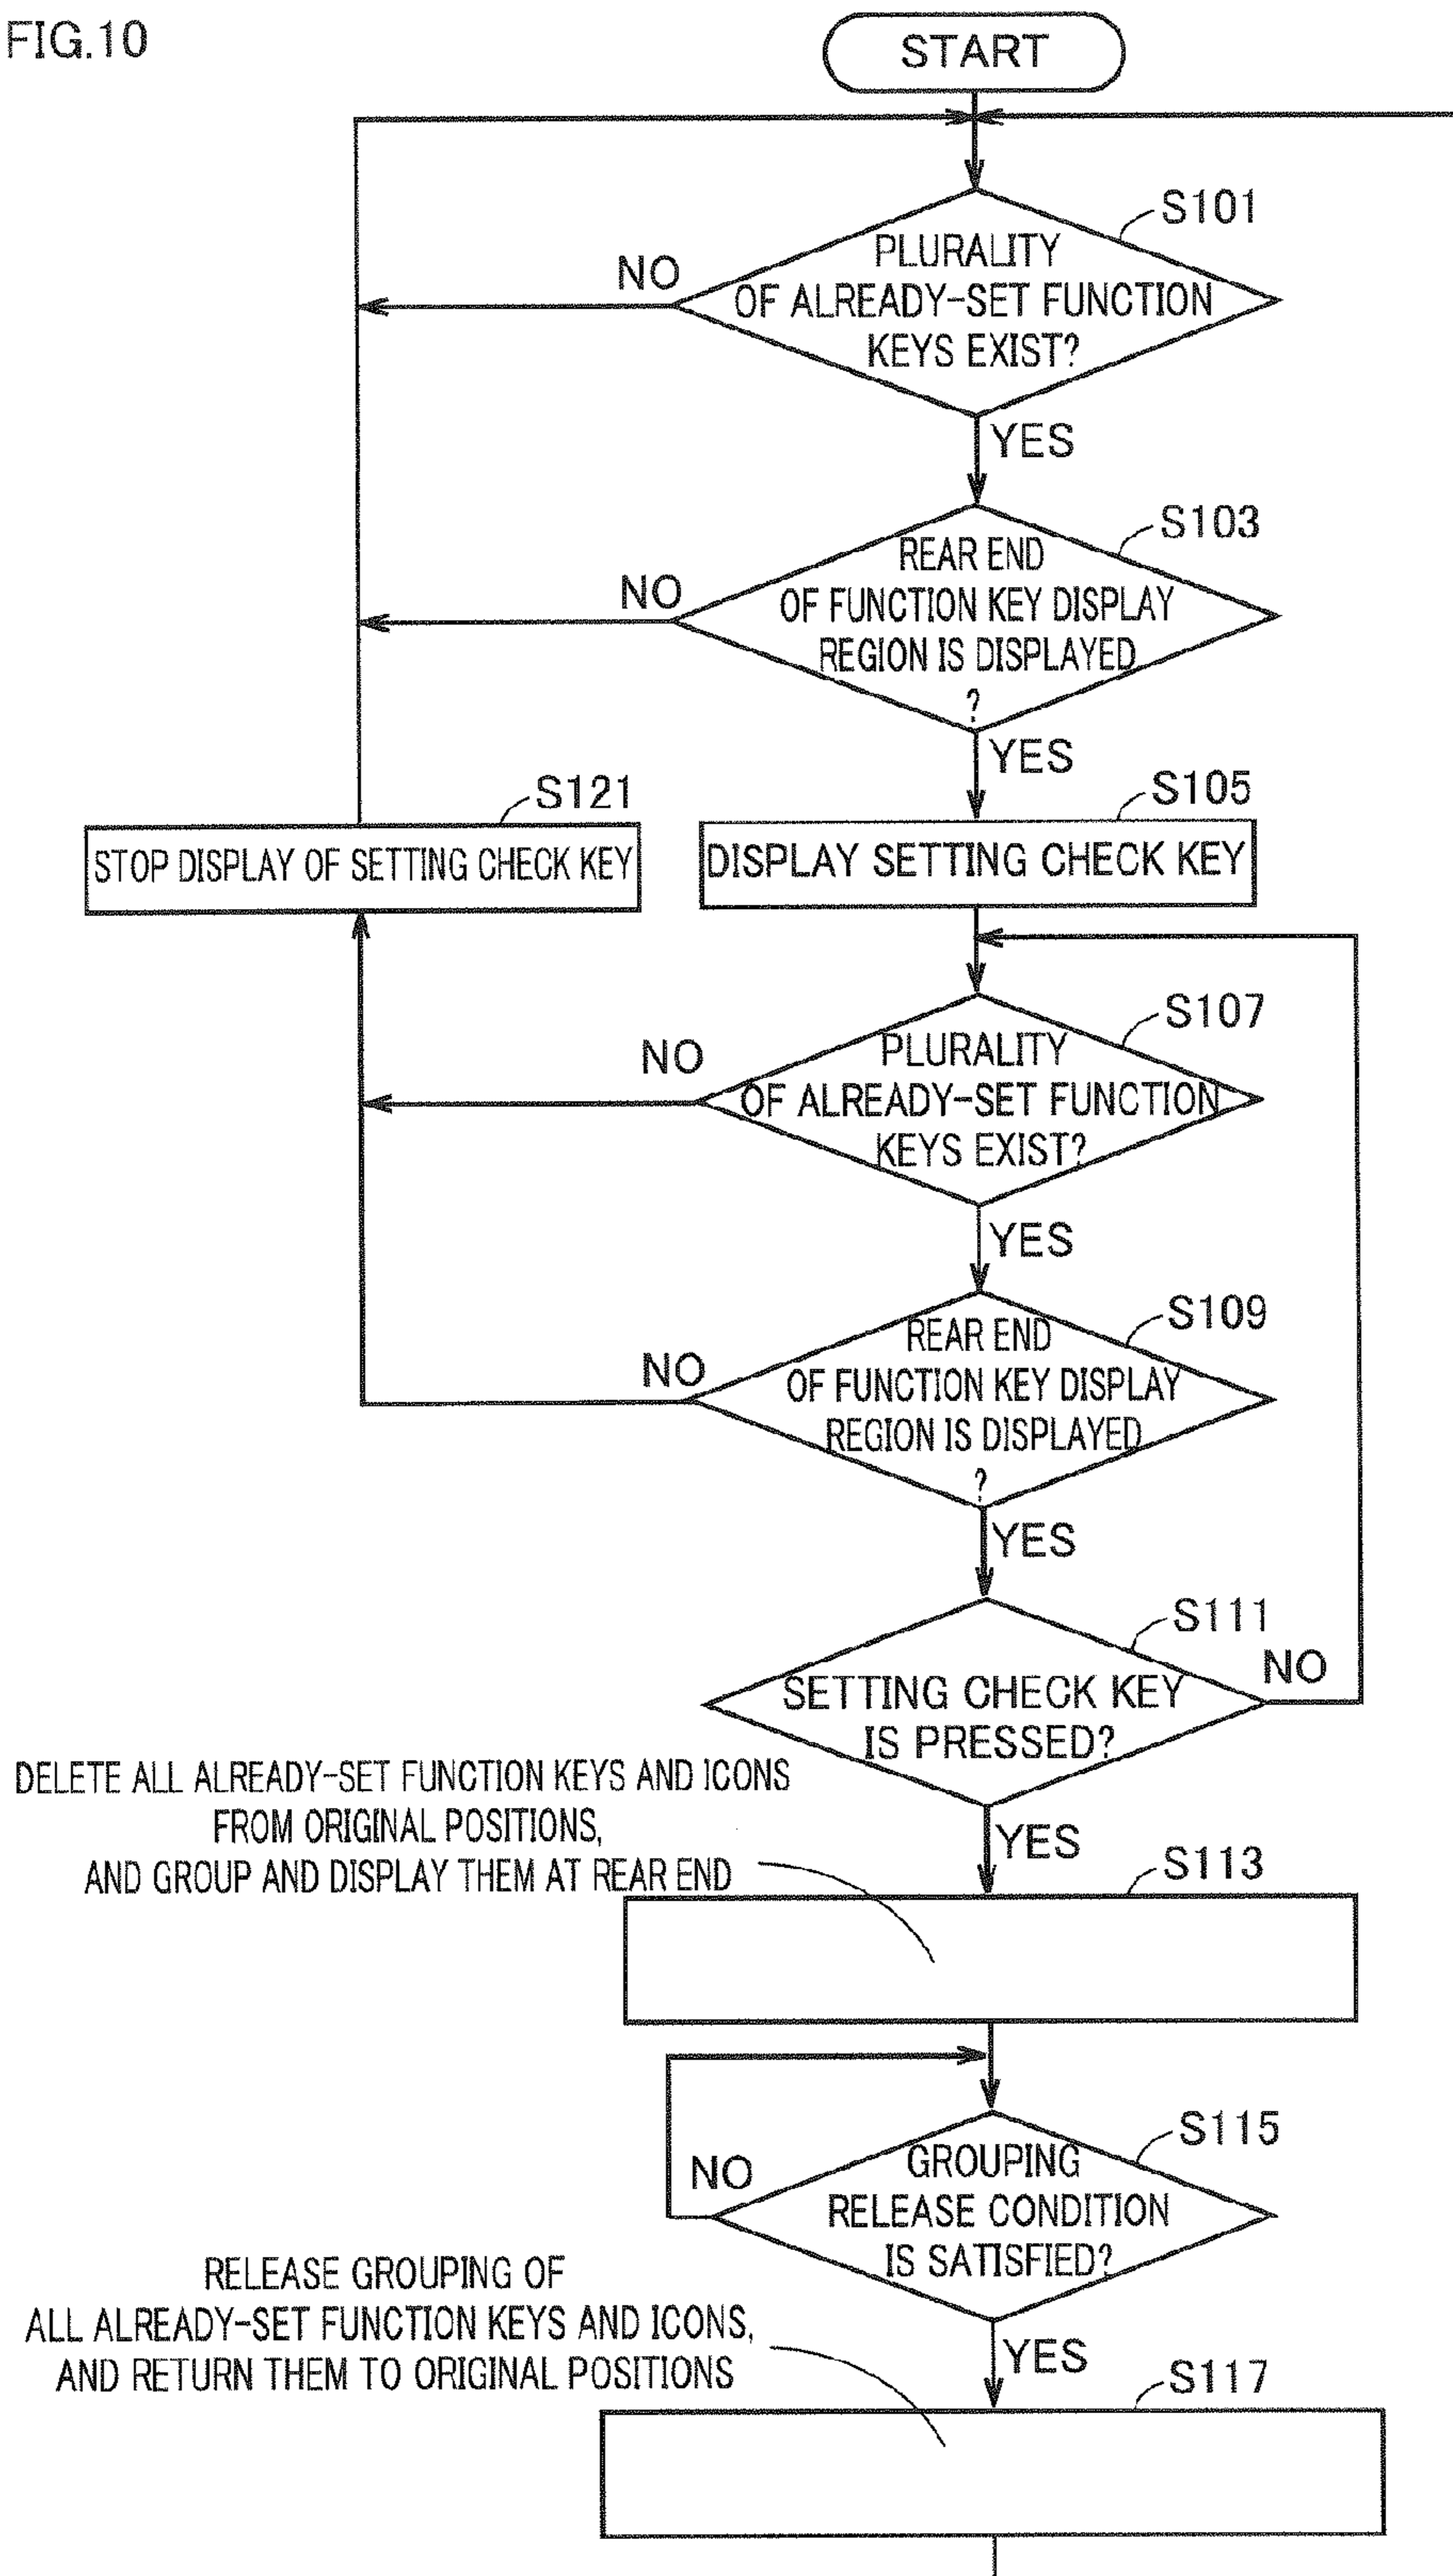 FIG.10
START
S101
PLURALITY
OF ALREADY-SET FUNCTION
KEYS EXIST?
NO
YES
S103
REAR END
OF FUNCTION KEY DISPLAY
REGION IS DISPLAYED
?
NO
YES
S121
STOP DISPLAY OF SETTING CHECK KEY
S105
DISPLAY SETTING CHECK KEY
S107
PLURALITY
OF ALREADY-SET FUNCTION
KEYS EXIST?
NO
YES
S109
REAR END
OF FUNCTION KEY DISPLAY
REGION IS DISPLAYED
?
NO
YES
S111
SETTING CHECK KEY
IS PRESSED?
NO
YES
DELETE ALL ALREADY-SET FUNCTION KEYS AND ICONS
FROM ORIGINAL POSITIONS,
AND GROUP AND DISPLAY THEM AT REAR END
S113
S115
GROUPING
RELEASE CONDITION
IS SATISFIED?
NO
YES
RELEASE GROUPING OF
ALL ALREADY-SET FUNCTION KEYS AND ICONS,
AND RETURN THEM TO ORIGINAL POSITIONS
S117